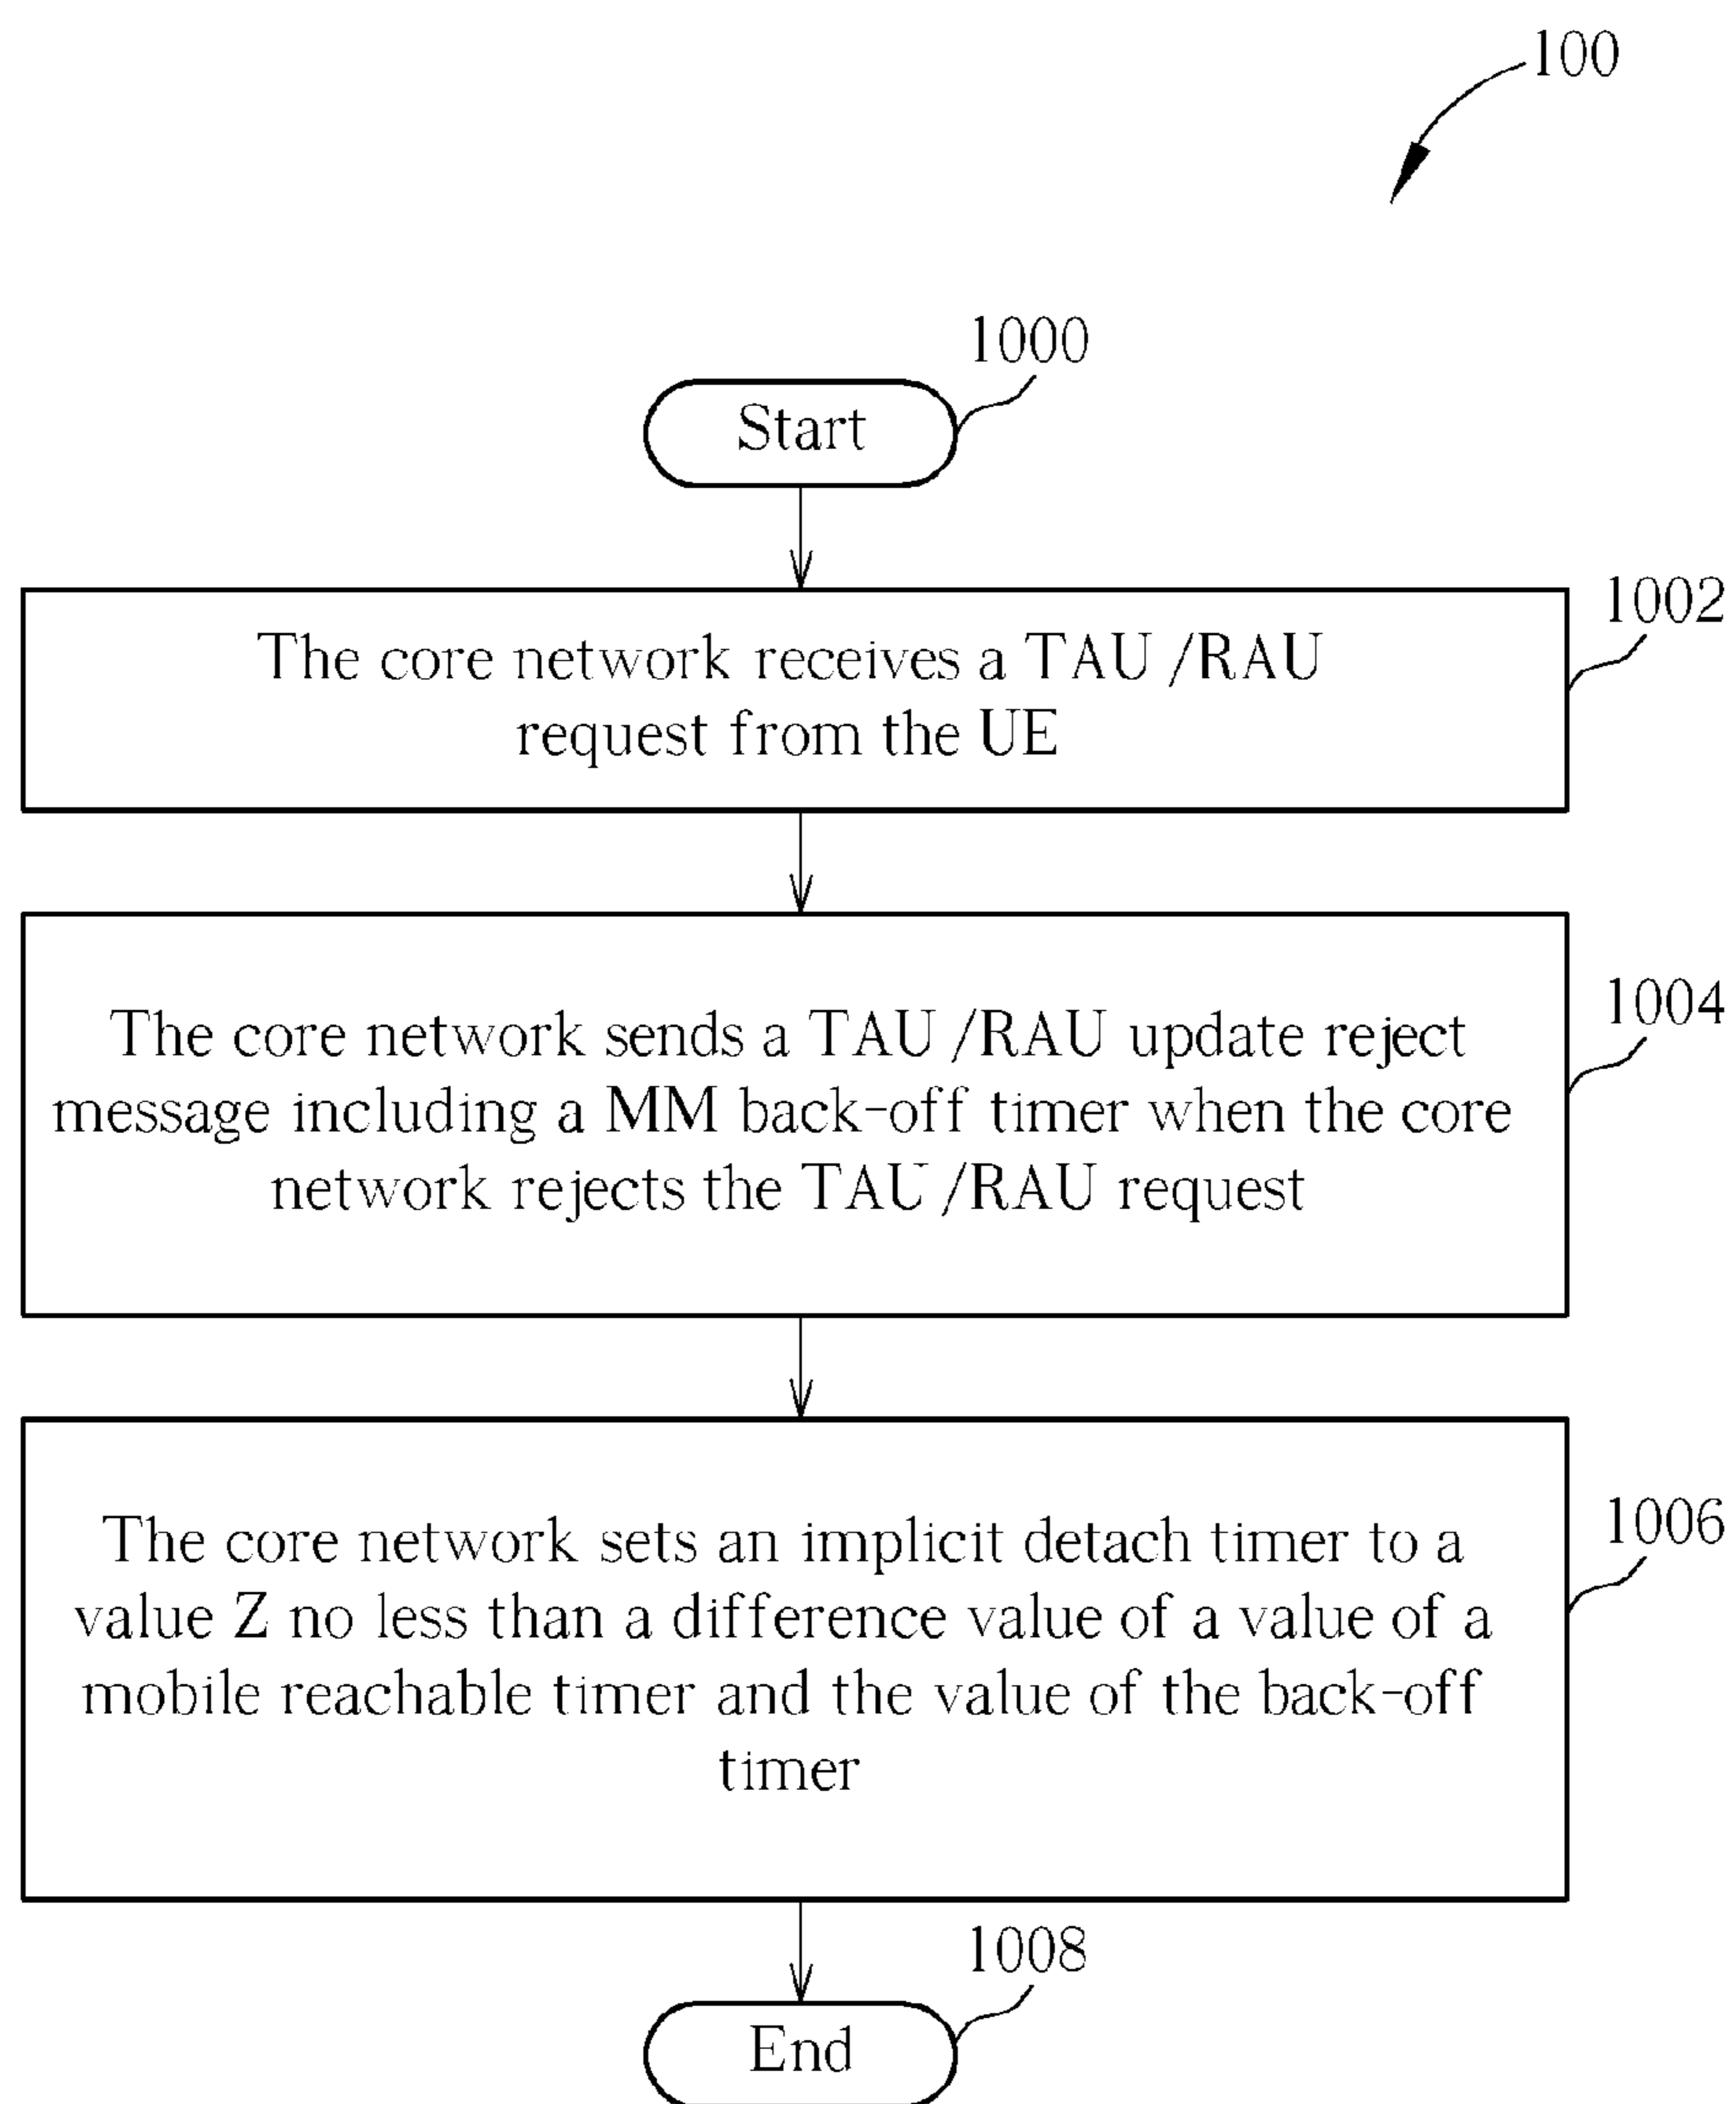 100
1000
Start
1002
The core network receives a TAU/RAU
request from the UE
1004
The core network sends a TAU/RAU update reject
message including a MM back-off timer when the core
network rejects the TAU/RAU request
1006
The core network sets an implicit detach timer to a
value Z no less than a difference value of a value of a
mobile reachable timer and the value of the back-off
timer
1008
End